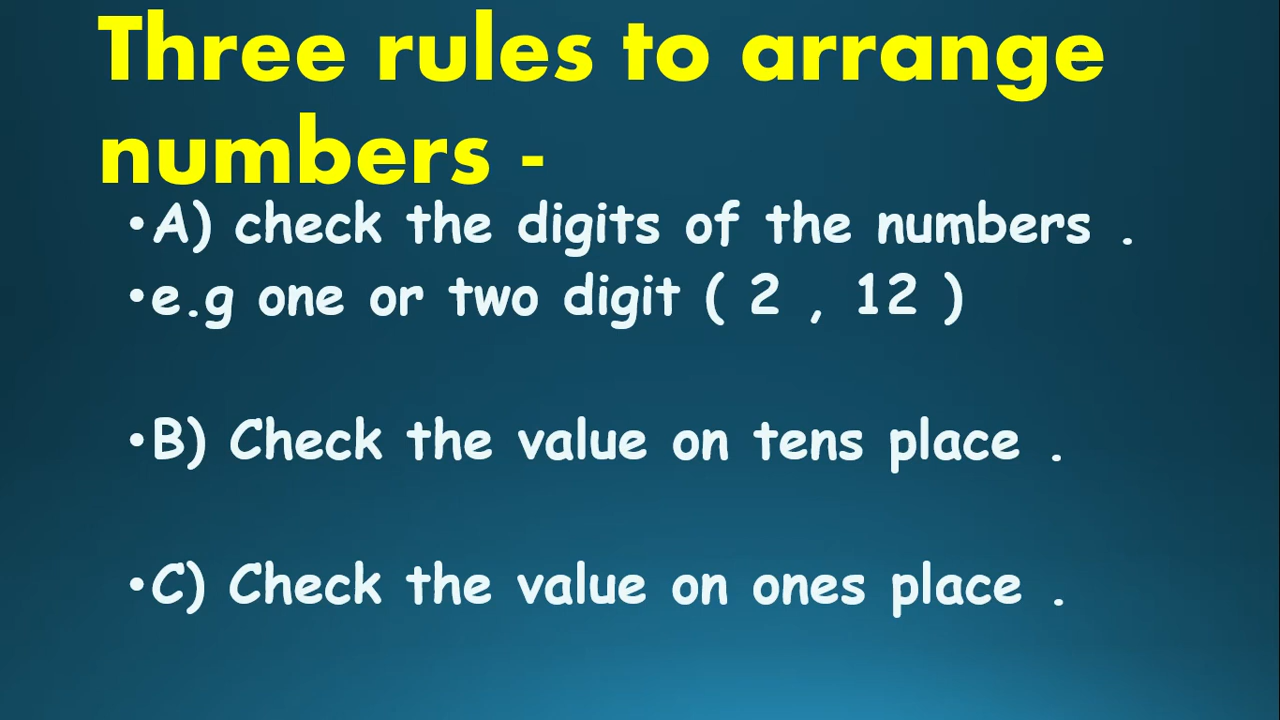 Three rules to arrange
numbers -
•A) check the digits of the numbers .
•e.g one or two digit ( 2 , 12 )
•B) Check the value on tens place .
•C) Check the value on ones place .